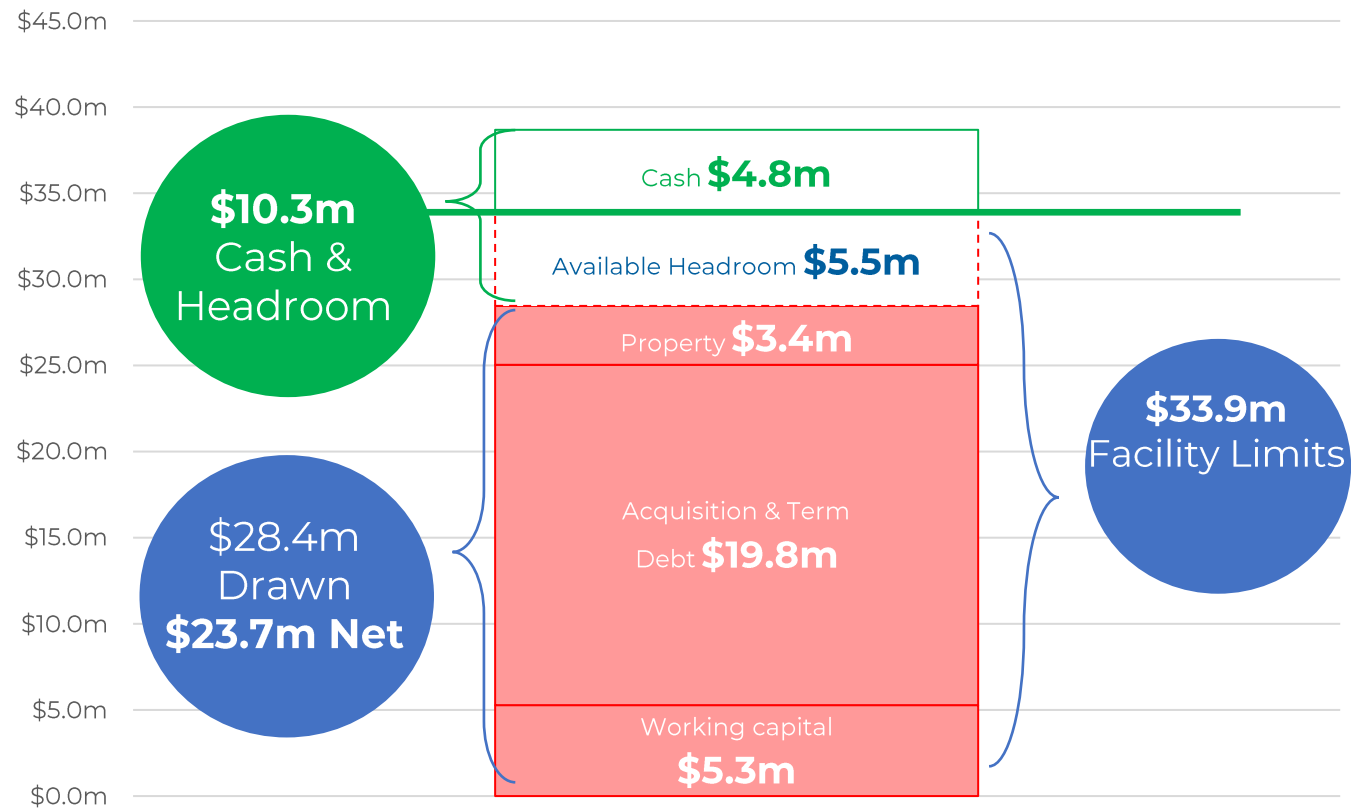 $45.0m
$40.0m
$35.0m
$30.0m
$25.0m
$20.0m
$15.0m
$10.0m
$5.0m
$0.0m
$10.3m
Cash &
Headroom
$28.4m
Drawn
$23.7m Net
Cash $4.8m
Available Headroom $5.5m
Property $3.4m
Acquisition & Term
Debt $19.8m
Working capital
$5.3m
$33.9m
Facility Limits